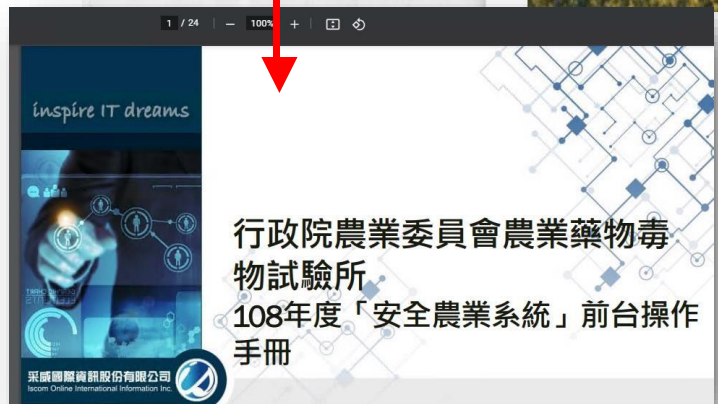 1 / 24 | − 100% + |
inspire IT dreams
行政院農業委員會農業藥物毒
物試驗所
108年度「安全農業系統」前台操作
手冊
采威國際資訊股份有限公司
Iscom Online International Information Inc.